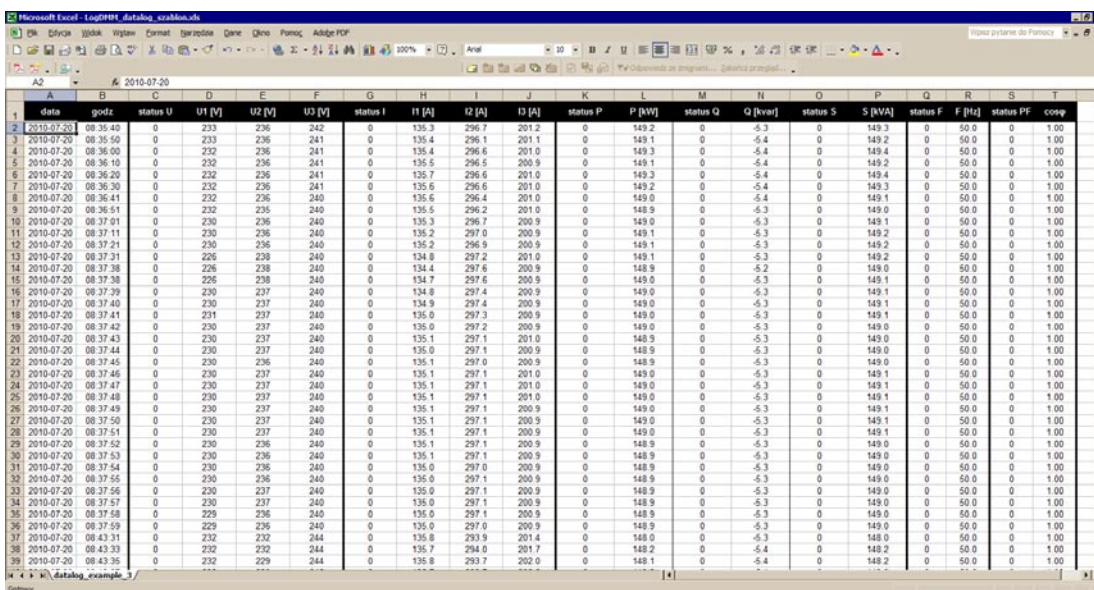 Microsoft Excel - LogDMM_datalog_szablon.xls
Plik Edycja Widok Wstaw Format Narzędzia Dane Okno Pomoc Adobe PDF Wpisz pytanie do Pomocy
100% Arial 10 B I U
A2 fx 2010-07-20
A B C D E F G H I J K L M N O P Q R S T
1 data godz status U U1 [V] U2 [V] U3 [V] status I I1 [A] I2 [A] I3 [A] status P P [kW] status Q Q [kvar] status S S [kVA] status F F [Hz] status PF cosφ
2 2010-07-20 08:35:40 0 233 236 242 0 135.3 296.7 201.2 0 149.2 0 -5.3 0 149.3 0 50.0 0 1.00
3 2010-07-20 08:35:50 0 233 236 241 0 135.4 296.1 201.1 0 149.1 0 -5.4 0 149.2 0 50.0 0 1.00
4 2010-07-20 08:36:00 0 232 236 241 0 135.4 296.6 201.0 0 149.3 0 -5.4 0 149.4 0 50.0 0 1.00
5 2010-07-20 08:36:10 0 232 236 241 0 135.5 296.5 200.9 0 149.1 0 -5.4 0 149.2 0 50.0 0 1.00
6 2010-07-20 08:36:20 0 232 236 241 0 135.7 296.6 201.0 0 149.3 0 -5.4 0 149.4 0 50.0 0 1.00
7 2010-07-20 08:36:30 0 232 236 241 0 135.6 296.6 201.0 0 149.2 0 -5.4 0 149.3 0 50.0 0 1.00
8 2010-07-20 08:36:41 0 232 236 240 0 135.6 296.4 201.0 0 149.0 0 -5.4 0 149.1 0 50.0 0 1.00
9 2010-07-20 08:36:51 0 232 235 240 0 135.5 296.2 201.0 0 148.9 0 -5.3 0 149.0 0 50.0 0 1.00
10 2010-07-20 08:37:01 0 230 236 240 0 135.3 296.7 200.9 0 149.0 0 -5.3 0 149.1 0 50.0 0 1.00
11 2010-07-20 08:37:11 0 230 236 240 0 135.2 297.0 200.9 0 149.1 0 -5.3 0 149.2 0 50.0 0 1.00
12 2010-07-20 08:37:21 0 230 236 240 0 135.2 296.9 200.9 0 149.1 0 -5.3 0 149.2 0 50.0 0 1.00
13 2010-07-20 08:37:31 0 226 238 240 0 134.8 297.2 201.0 0 149.1 0 -5.3 0 149.2 0 50.0 0 1.00
14 2010-07-20 08:37:38 0 226 238 240 0 134.4 297.6 200.9 0 148.9 0 -5.2 0 149.0 0 50.0 0 1.00
15 2010-07-20 08:37:38 0 226 238 240 0 134.7 297.6 200.9 0 149.0 0 -5.3 0 149.1 0 50.0 0 1.00
16 2010-07-20 08:37:39 0 230 237 240 0 134.8 297.4 200.9 0 149.0 0 -5.3 0 149.1 0 50.0 0 1.00
17 2010-07-20 08:37:40 0 230 237 240 0 134.9 297.4 200.9 0 149.0 0 -5.3 0 149.1 0 50.0 0 1.00
18 2010-07-20 08:37:41 0 231 237 240 0 135.0 297.3 200.9 0 149.0 0 -5.3 0 149.1 0 50.0 0 1.00
19 2010-07-20 08:37:42 0 230 237 240 0 135.0 297.2 200.9 0 149.0 0 -5.3 0 149.0 0 50.0 0 1.00
20 2010-07-20 08:37:43 0 230 237 240 0 135.1 297.1 201.0 0 148.9 0 -5.3 0 149.0 0 50.0 0 1.00
21 2010-07-20 08:37:44 0 230 237 240 0 135.0 297.1 200.9 0 148.9 0 -5.3 0 149.0 0 50.0 0 1.00
22 2010-07-20 08:37:45 0 230 236 240 0 135.1 297.0 200.9 0 148.9 0 -5.3 0 149.0 0 50.0 0 1.00
23 2010-07-20 08:37:46 0 230 237 240 0 135.1 297.1 201.0 0 149.0 0 -5.3 0 149.1 0 50.0 0 1.00
24 2010-07-20 08:37:47 0 230 237 240 0 135.1 297.1 201.0 0 149.0 0 -5.3 0 149.1 0 50.0 0 1.00
25 2010-07-20 08:37:48 0 230 237 240 0 135.1 297.1 201.0 0 149.0 0 -5.3 0 149.1 0 50.0 0 1.00
26 2010-07-20 08:37:49 0 230 237 240 0 135.1 297.1 200.9 0 149.0 0 -5.3 0 149.1 0 50.0 0 1.00
27 2010-07-20 08:37:50 0 230 237 240 0 135.1 297.1 200.9 0 149.0 0 -5.3 0 149.1 0 50.0 0 1.00
28 2010-07-20 08:37:51 0 230 237 240 0 135.1 297.1 200.9 0 149.0 0 -5.3 0 149.1 0 50.0 0 1.00
29 2010-07-20 08:37:52 0 230 236 240 0 135.1 297.1 200.9 0 148.9 0 -5.3 0 149.0 0 50.0 0 1.00
30 2010-07-20 08:37:53 0 230 236 240 0 135.1 297.1 200.9 0 148.9 0 -5.3 0 149.0 0 50.0 0 1.00
31 2010-07-20 08:37:54 0 230 236 240 0 135.0 297.0 200.9 0 148.9 0 -5.3 0 149.0 0 50.0 0 1.00
32 2010-07-20 08:37:55 0 230 236 240 0 135.0 297.1 200.9 0 148.9 0 -5.3 0 149.0 0 50.0 0 1.00
33 2010-07-20 08:37:56 0 230 237 240 0 135.0 297.1 200.9 0 148.9 0 -5.3 0 149.0 0 50.0 0 1.00
34 2010-07-20 08:37:57 0 230 237 240 0 135.0 297.1 200.9 0 148.9 0 -5.3 0 149.0 0 50.0 0 1.00
35 2010-07-20 08:37:58 0 229 236 240 0 135.0 297.1 200.9 0 148.9 0 -5.3 0 149.0 0 50.0 0 1.00
36 2010-07-20 08:37:59 0 229 236 240 0 135.0 297.0 200.9 0 148.9 0 -5.3 0 149.0 0 50.0 0 1.00
37 2010-07-20 08:43:31 0 232 232 244 0 135.8 293.9 201.4 0 148.0 0 -5.3 0 148.0 0 50.0 0 1.00
38 2010-07-20 08:43:33 0 232 232 244 0 135.7 294.0 201.7 0 148.2 0 -5.4 0 148.2 0 50.0 0 1.00
39 2010-07-20 08:43:35 0 232 229 244 0 135.8 293.7 202.0 0 148.1 0 -5.4 0 148.2 0 50.0 0 1.00
datalog_example_3